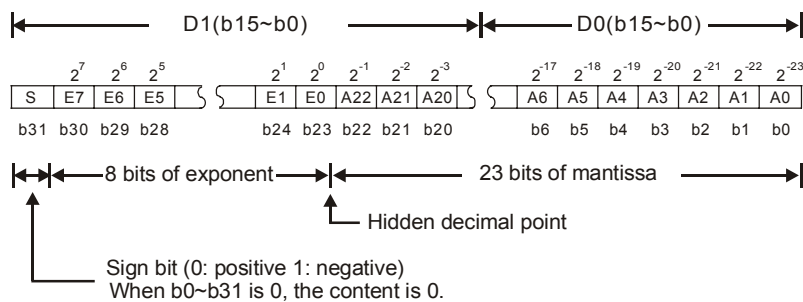 D1(b15~b0) D0(b15~b0)
2^7 2^6 2^5 2^1 2^0 2^-1 2^-2 2^-3 2^-17 2^-18 2^-19 2^-20 2^-21 2^-22 2^-23
S E7 E6 E5 E1 E0 A22 A21 A20 A6 A5 A4 A3 A2 A1 A0
b31 b30 b29 b28 b24 b23 b22 b21 b20 b6 b5 b4 b3 b2 b1 b0
8 bits of exponent 23 bits of mantissa
Hidden decimal point
Sign bit (0: positive 1: negative)
When b0~b31 is 0, the content is 0.